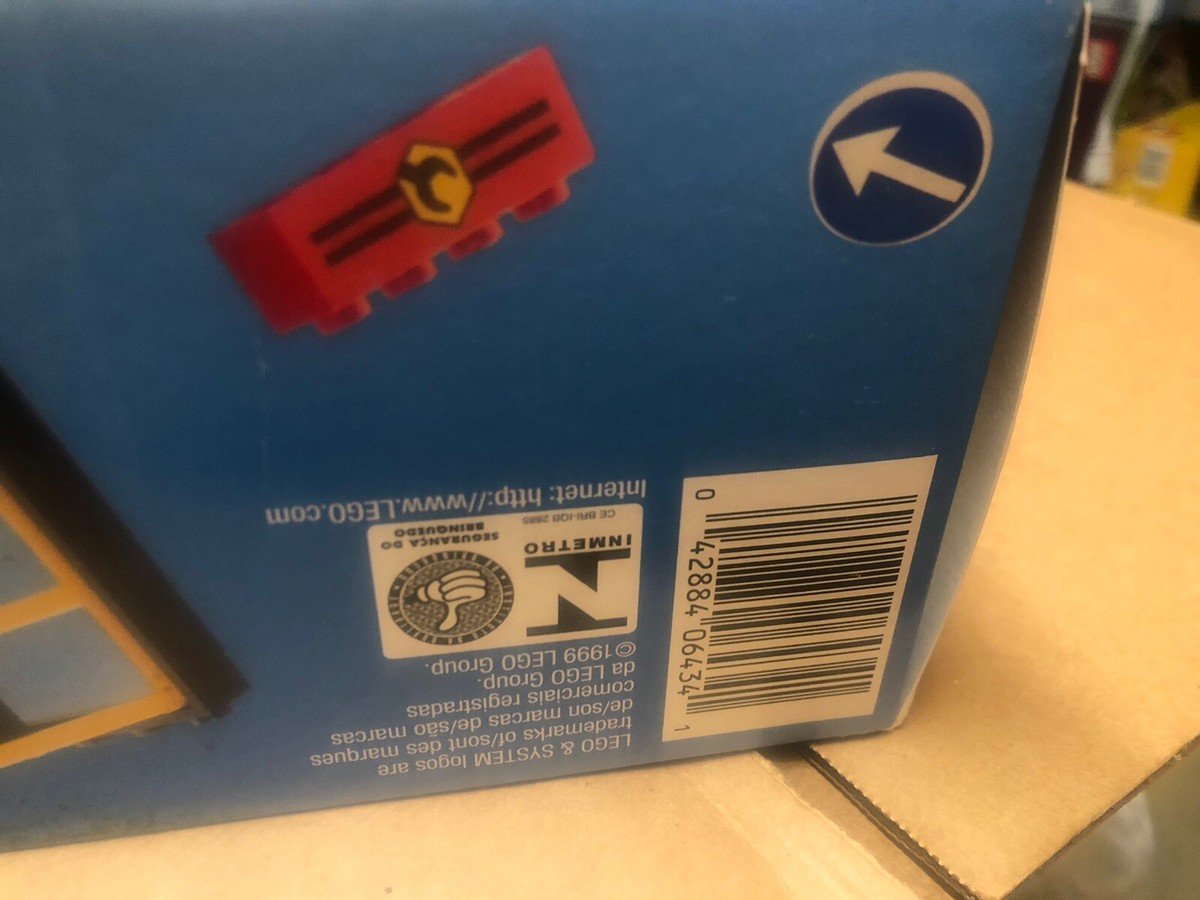 LEGO & SYSTEM logos are
trademarks of/sont des marques
de/son marcas de/são marcas
comerciais registradas
da LEGO Group.
©1999 LEGO Group.
INMETRO
CE BRI-IQB 2685
SEGURANÇA DO
BRINQUEDO
Internet: http://www.LEGO.com
0 42884 06434 1